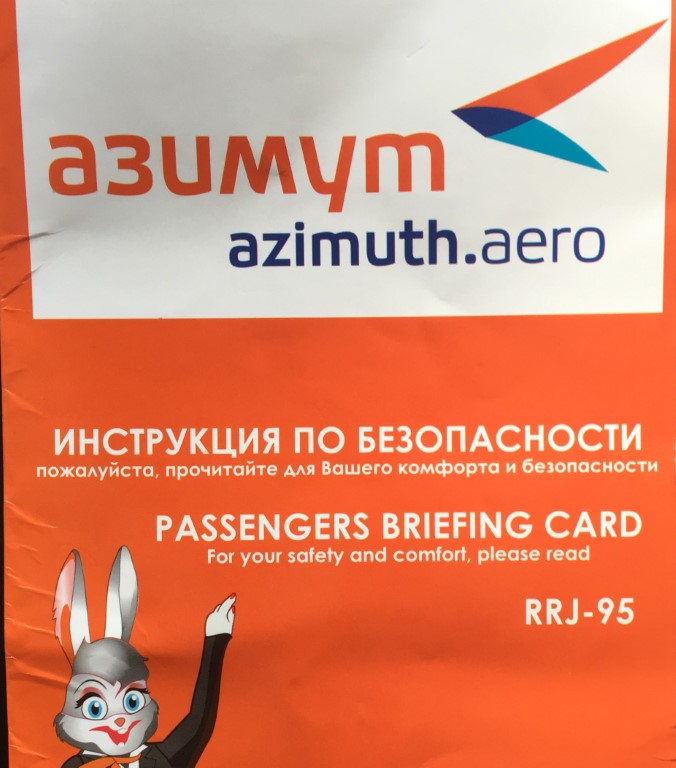 азимут
azimuth.aero
ИНСТРУКЦИЯ ПО БЕЗОПАСНОСТИ
пожалуйста, прочитайте для Вашего комфорта и безопасности
PASSENGERS BRIEFING CARD
For your safety and comfort, please read
RRJ-95